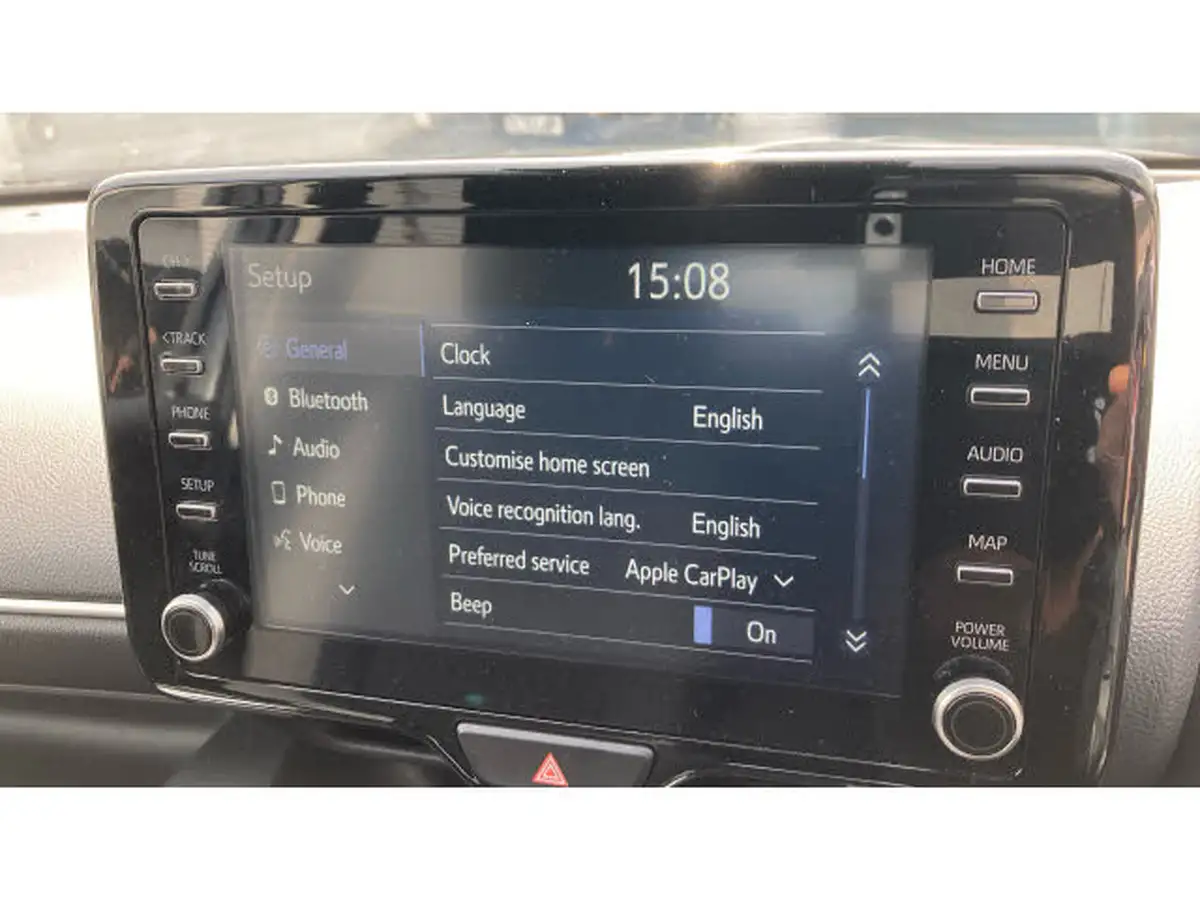 Setup 15:08
HOME
<TRACK
General
Clock
MENU
PHONE
Bluetooth
Language English
AUDIO
SETUP
Audio
Customise home screen
MAP
TUNE
SCROLL
Phone
Voice recognition lang. English
POWER
VOLUME
Voice
Preferred service Apple CarPlay
Beep On